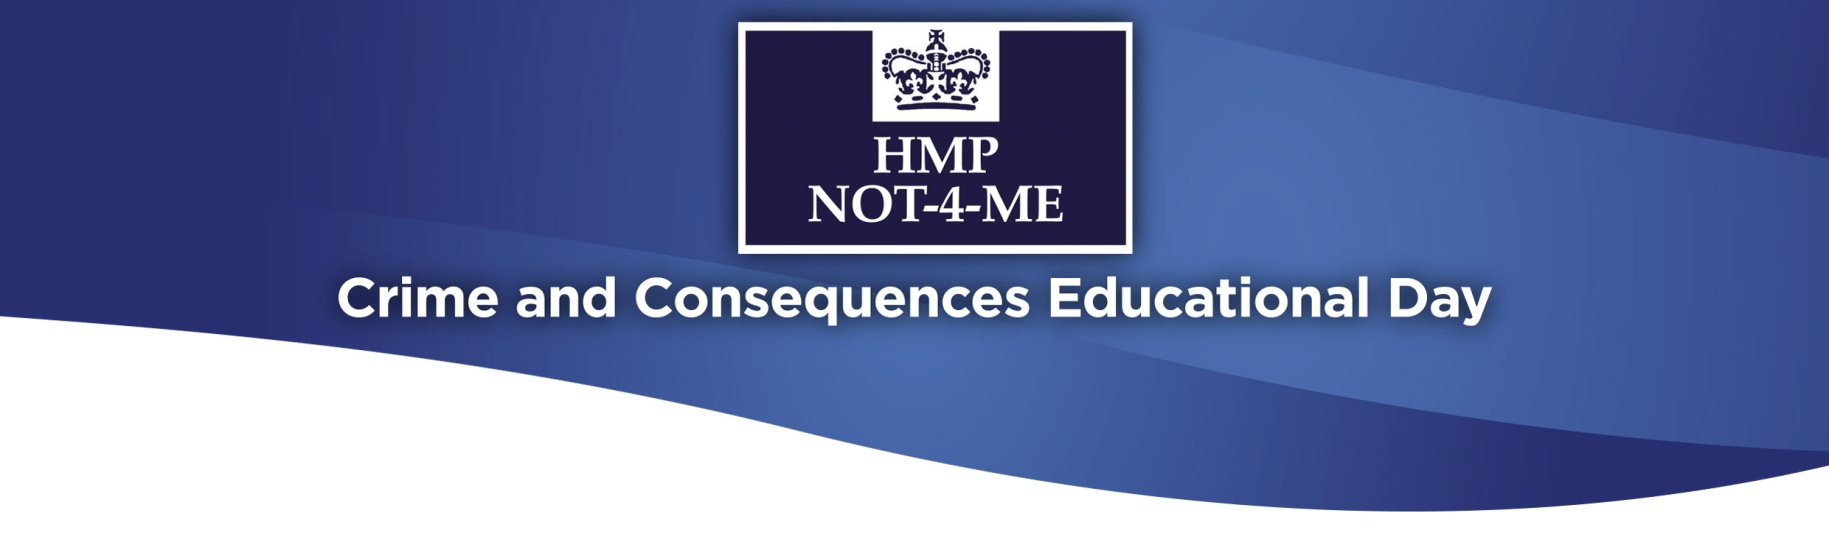 HMP
NOT-4-ME
Crime and Consequences Educational Day